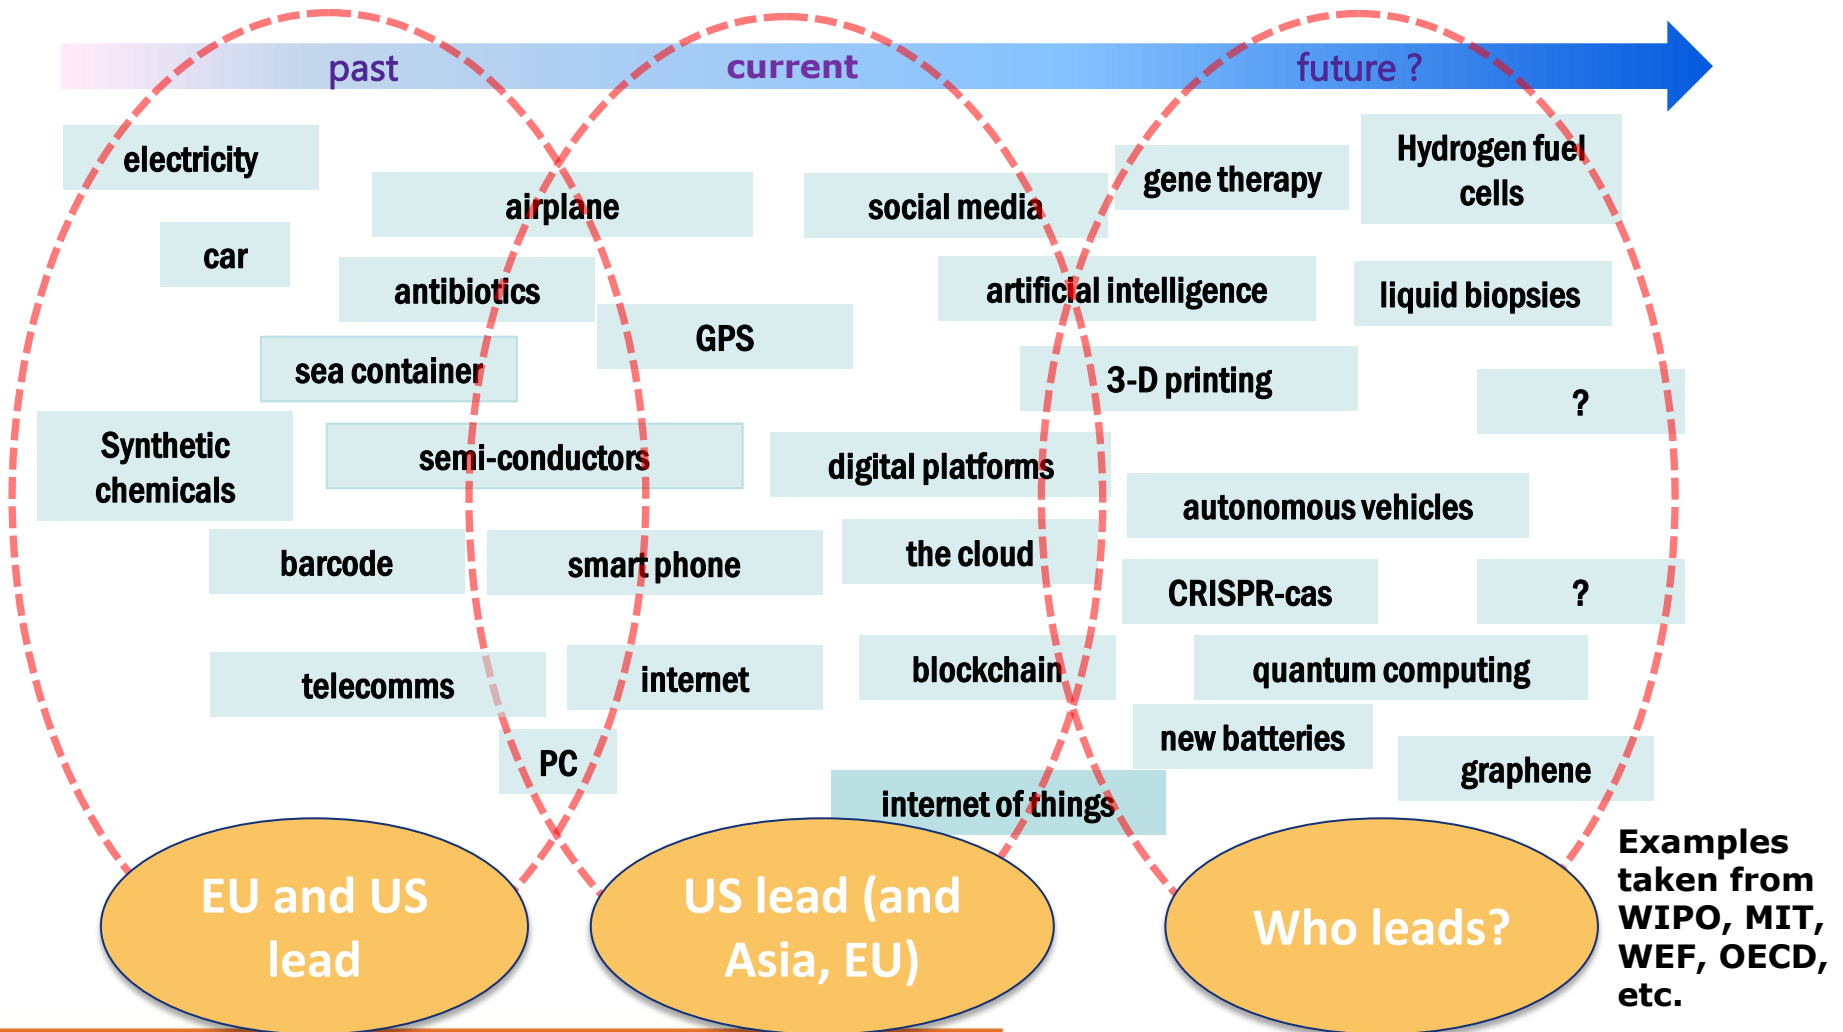 past
current
future ?
electricity
airplane
social media
gene therapy
Hydrogen fuel
cells
car
antibiotics
GPS
artificial intelligence
liquid biopsies
sea container
3-D printing
?
Synthetic
chemicals
semi-conductors
digital platforms
autonomous vehicles
barcode
smart phone
the cloud
CRISPR-cas
?
telecomms
internet
blockchain
quantum computing
PC
new batteries
graphene
internet of things
EU and US
lead
US lead (and
Asia, EU)
Who leads?
Examples
taken from
WIPO, MIT,
WEF, OECD,
etc.